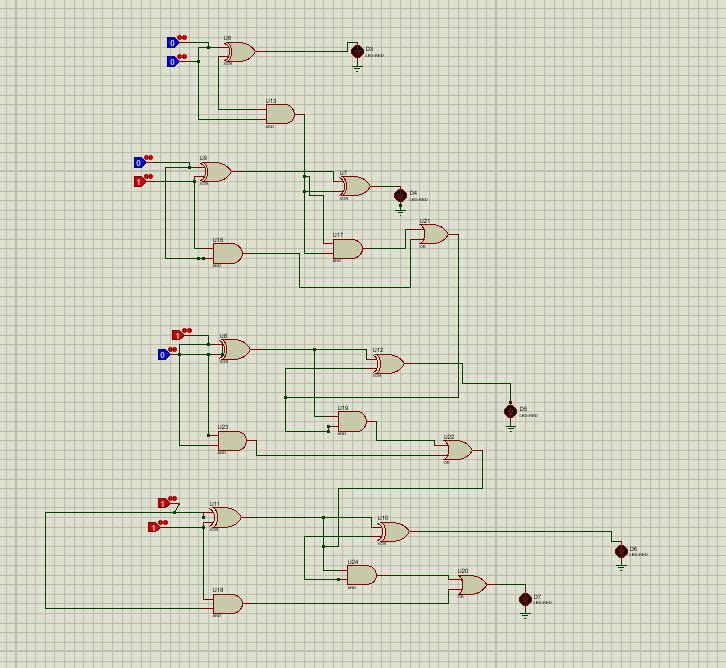 U6
0
XOR
D3
LED-RED
0
U13
AND
U9
0
XOR
1
U7
XOR
D4
LED-RED
U21
OR
U17
AND
U16
AND
1
U8
XOR
0
U12
XOR
D5
LED-RED
U19
AND
U23
AND
U22
OR
1
U11
XOR
1
U10
XOR
D6
LED-RED
U24
AND
U20
OR
D7
LED-RED
U18
AND